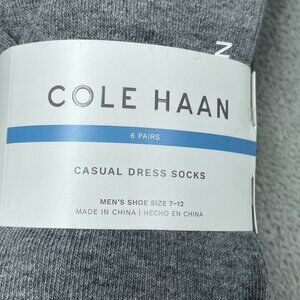 COLE HAAN
6 PAIRS
CASUAL DRESS SOCKS
MEN'S SHOE SIZE 7-12
MADE IN CHINA | HECHO EN CHINA